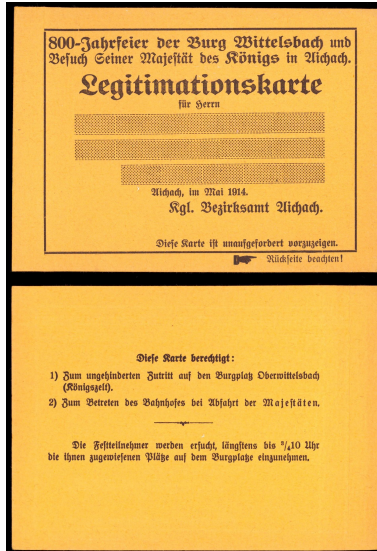 800-Jahrfeier der Burg Wittelsbach und
Besuch Seiner Majestät des Königs in Aichach.
Legitimationskarte
für Herrn
Aichach, im Mai 1914.
Kgl. Bezirksamt Aichach.
Diese Karte ist unaufgefordert vorzuzeigen.
Rückseite beachten!
Diese Karte berechtigt:
1) Zum ungehinderten Zutritt auf den Burgplatz Oberwittelsbach
(Königszelt).
2) Zum Betreten des Bahnhofes bei Abfahrt der Majestäten.
Die Festteilnehmer werden ersucht, längstens bis ³/₄10 Uhr
die ihnen zugewiesenen Plätze auf dem Burgplatze einzunehmen.